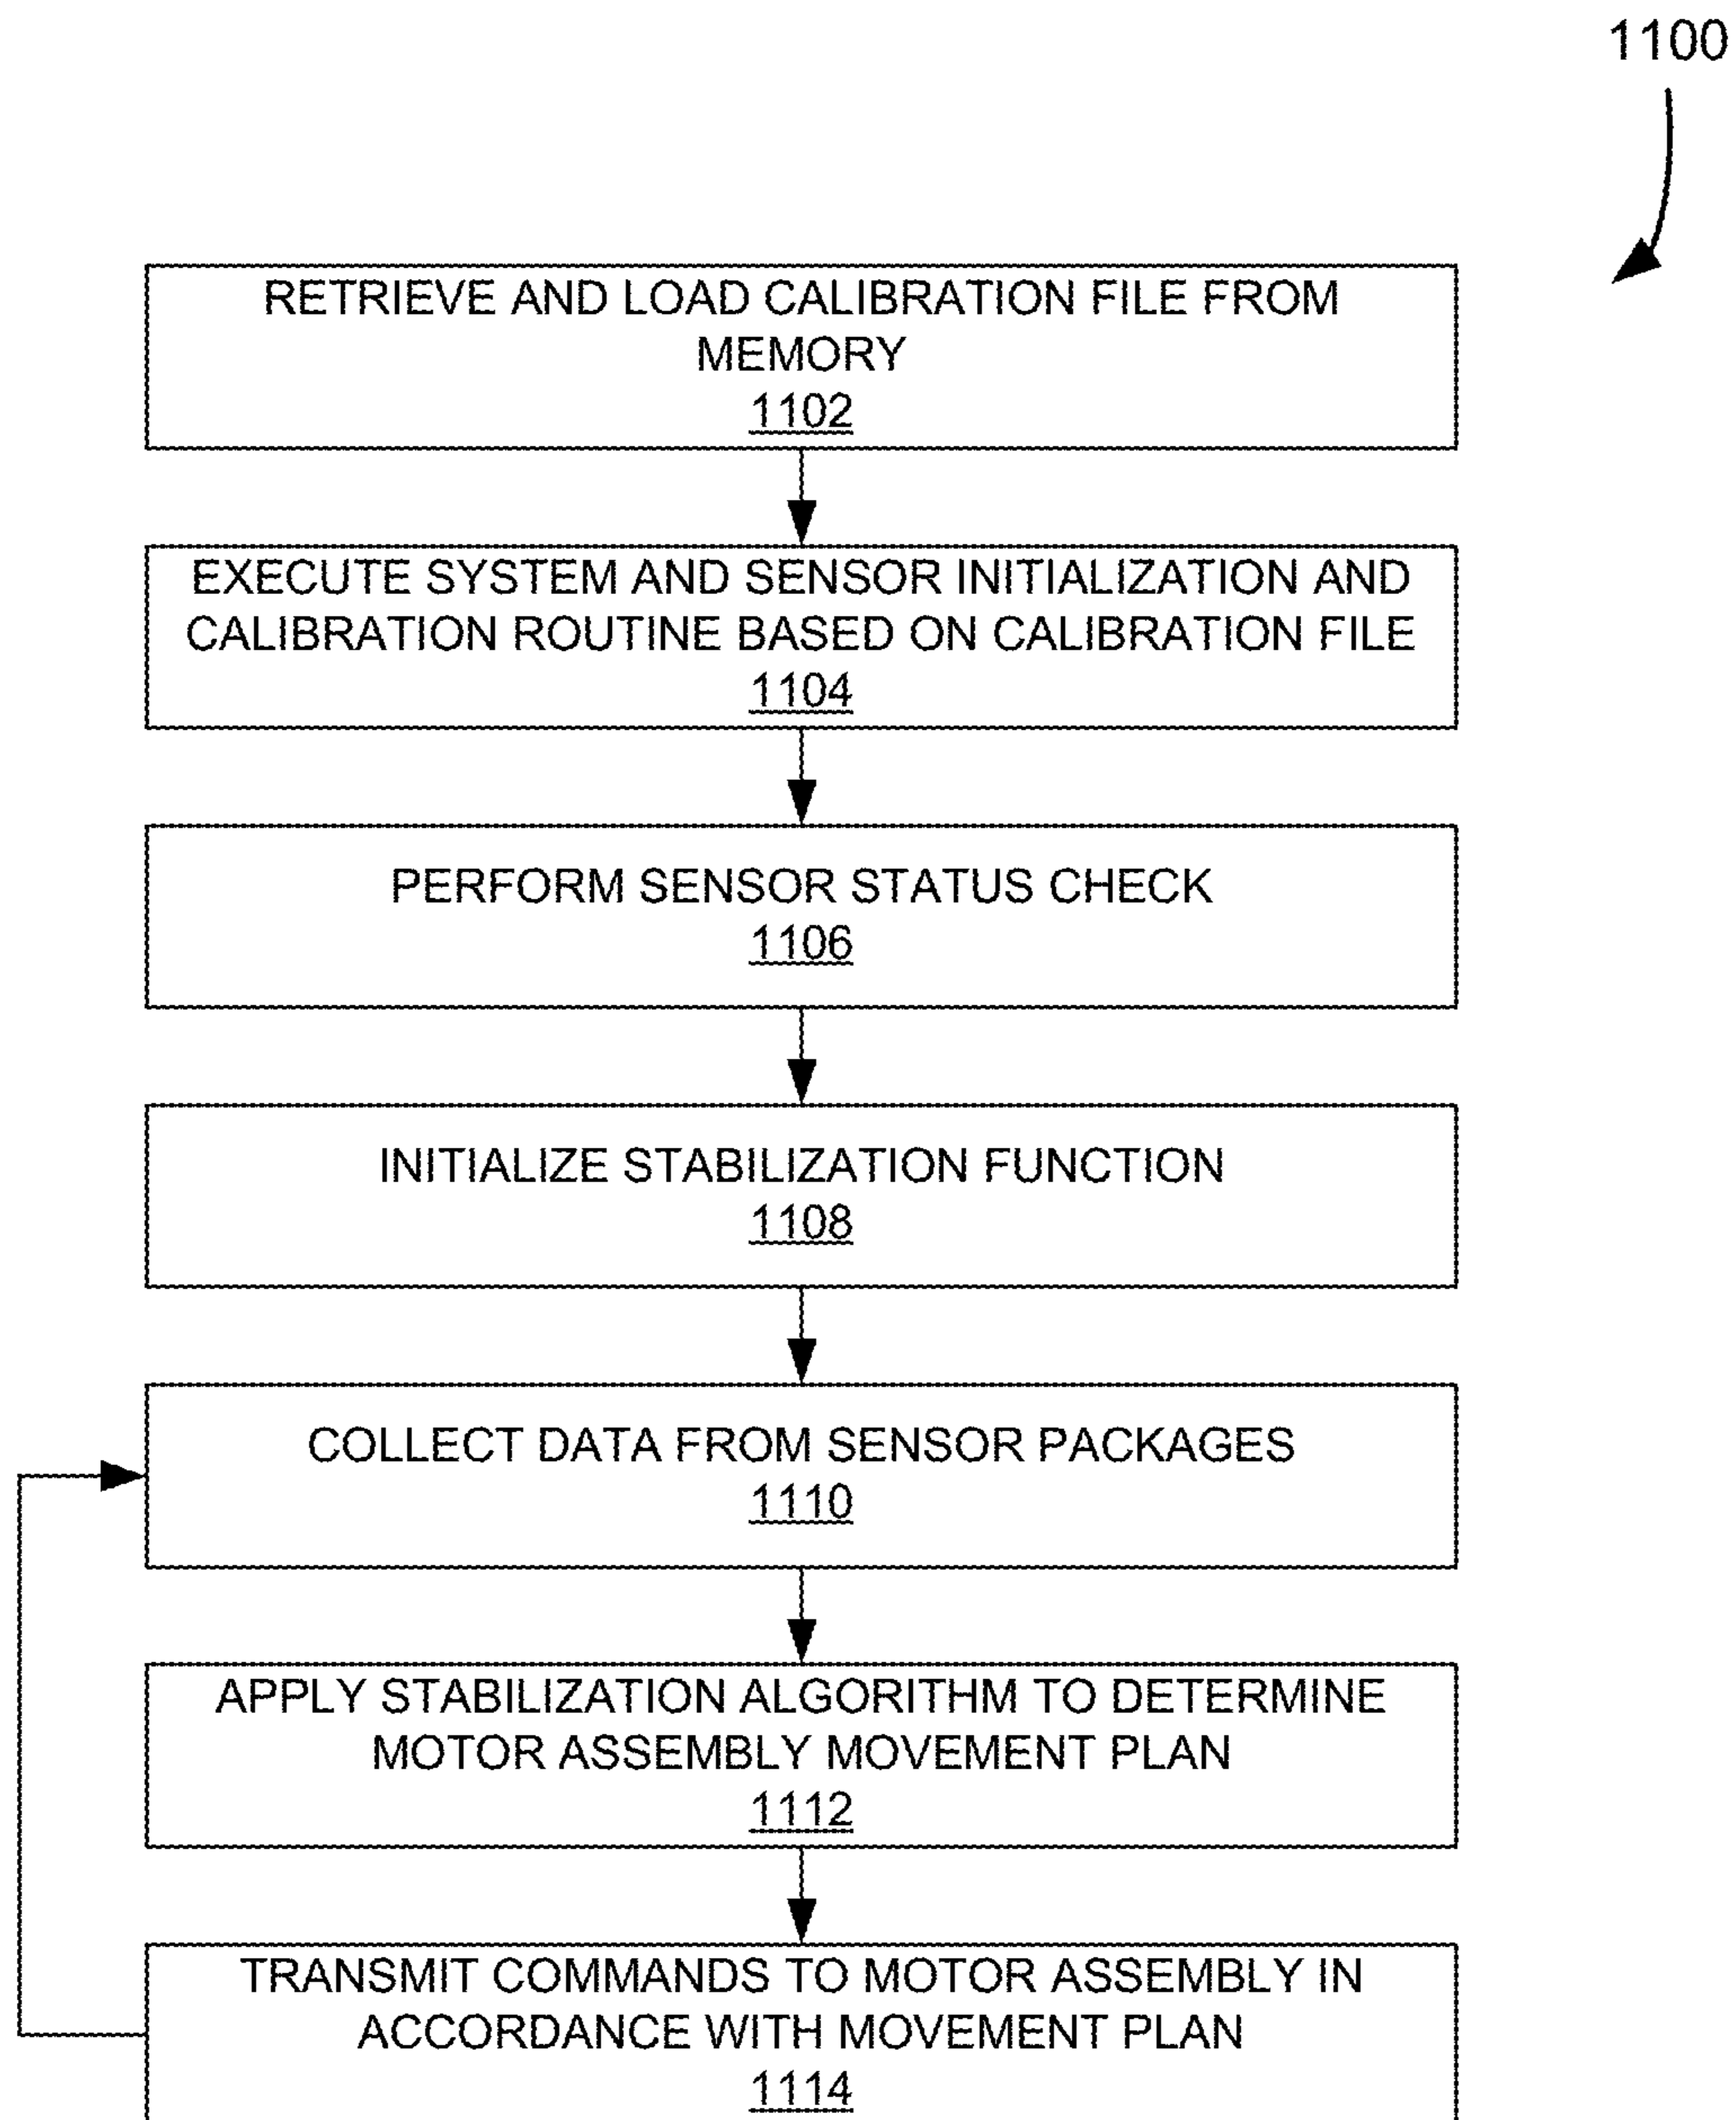 1100
RETRIEVE AND LOAD CALIBRATION FILE FROM
MEMORY
1102
EXECUTE SYSTEM AND SENSOR INITIALIZATION AND
CALIBRATION ROUTINE BASED ON CALIBRATION FILE
1104
PERFORM SENSOR STATUS CHECK
1106
INITIALIZE STABILIZATION FUNCTION
1108
COLLECT DATA FROM SENSOR PACKAGES
1110
APPLY STABILIZATION ALGORITHM TO DETERMINE
MOTOR ASSEMBLY MOVEMENT PLAN
1112
TRANSMIT COMMANDS TO MOTOR ASSEMBLY IN
ACCORDANCE WITH MOVEMENT PLAN
1114